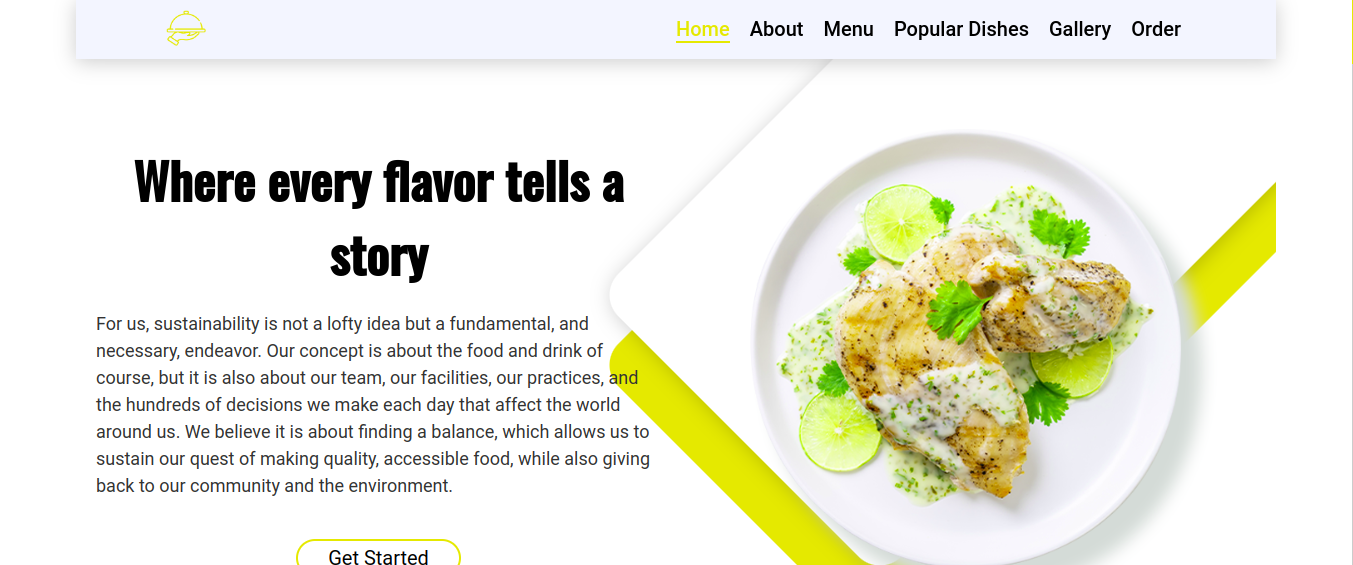 Home About Menu Popular Dishes Gallery Order
Where every flavor tells a
story
For us, sustainability is not a lofty idea but a fundamental, and
necessary, endeavor. Our concept is about the food and drink of
course, but it is also about our team, our facilities, our practices, and
the hundreds of decisions we make each day that affect the world
around us. We believe it is about finding a balance, which allows us to
sustain our quest of making quality, accessible food, while also giving
back to our community and the environment.
Get Started